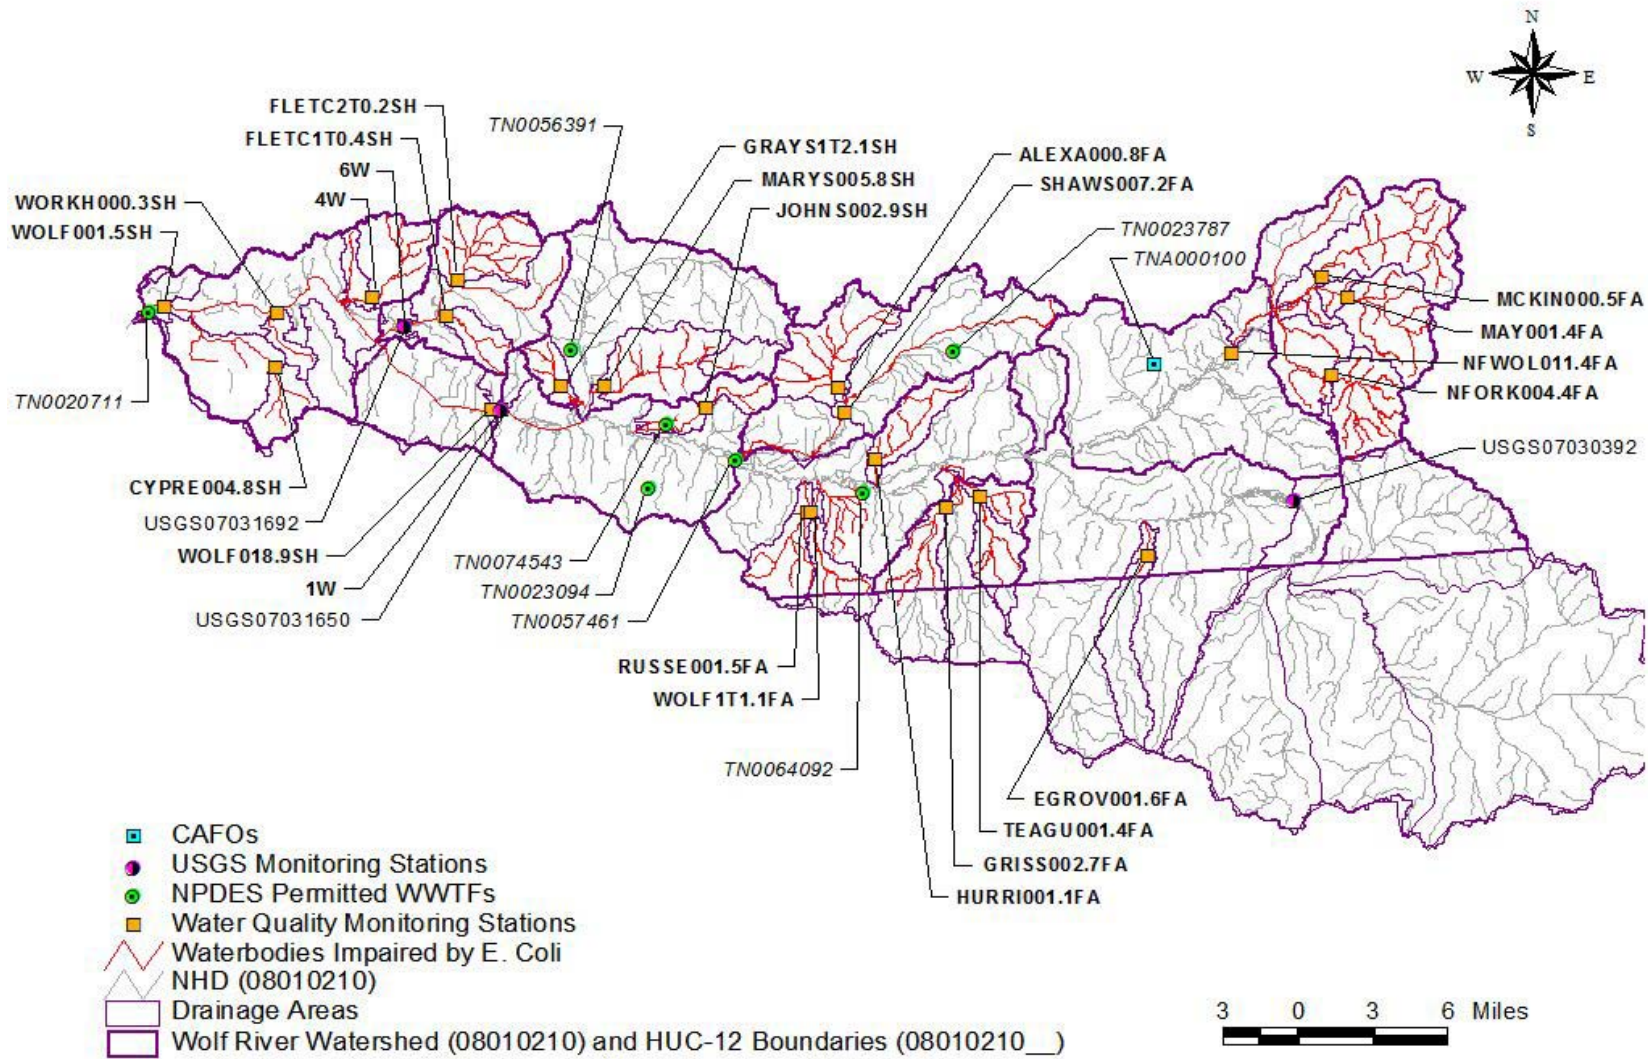 N
W
E
S
FLETC2T0.2SH
TN0056391
FLETC1T0.4SH
GRAYS1T2.1SH
ALEXA000.8FA
6W
MARYS005.8SH
SHAWS007.2FA
4W
WORKH000.3SH
JOHNS002.9SH
TN0023787
WOLF001.5SH
TNA000100
MCKIN000.5FA
MAY001.4FA
NFWOL011.4FA
NFORK004.4FA
TN0020711
USGS07030392
CYPRE004.8SH
USGS07031692
WOLF018.9SH
TN0074543
1W
TN0023094
USGS07031650
TN0057461
RUSSE001.5FA
WOLF1T1.1FA
TN0064092
EGROV001.6FA
TEAGU001.4FA
GRISS002.7FA
HURRI001.1FA
CAFOs
USGS Monitoring Stations
NPDES Permitted WWTFs
Water Quality Monitoring Stations
Waterbodies Impaired by E. Coli
NHD (08010210)
Drainage Areas
Wolf River Watershed (08010210) and HUC-12 Boundaries (08010210__)
3 0 3 6 Miles